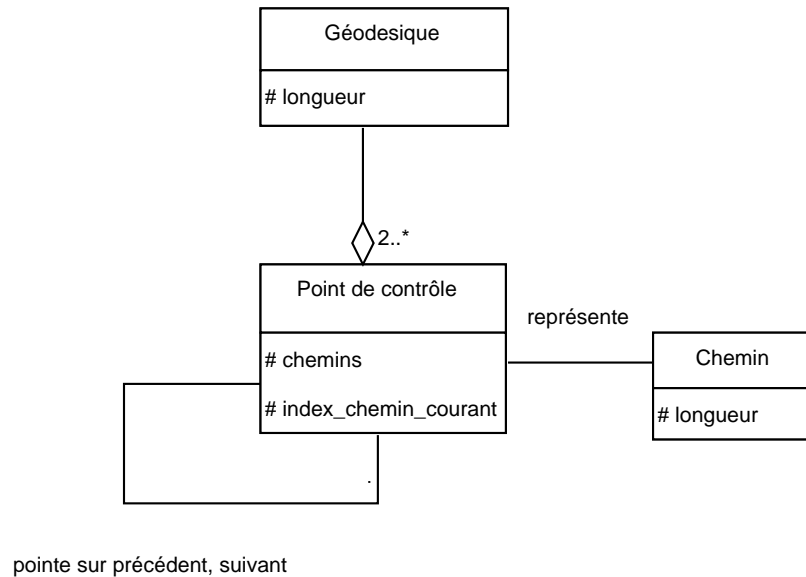 Géodesique
# longueur
2..*
Point de contrôle
représente
# chemins
Chemin
# index_chemin_courant
# longueur
.
pointe sur précédent, suivant